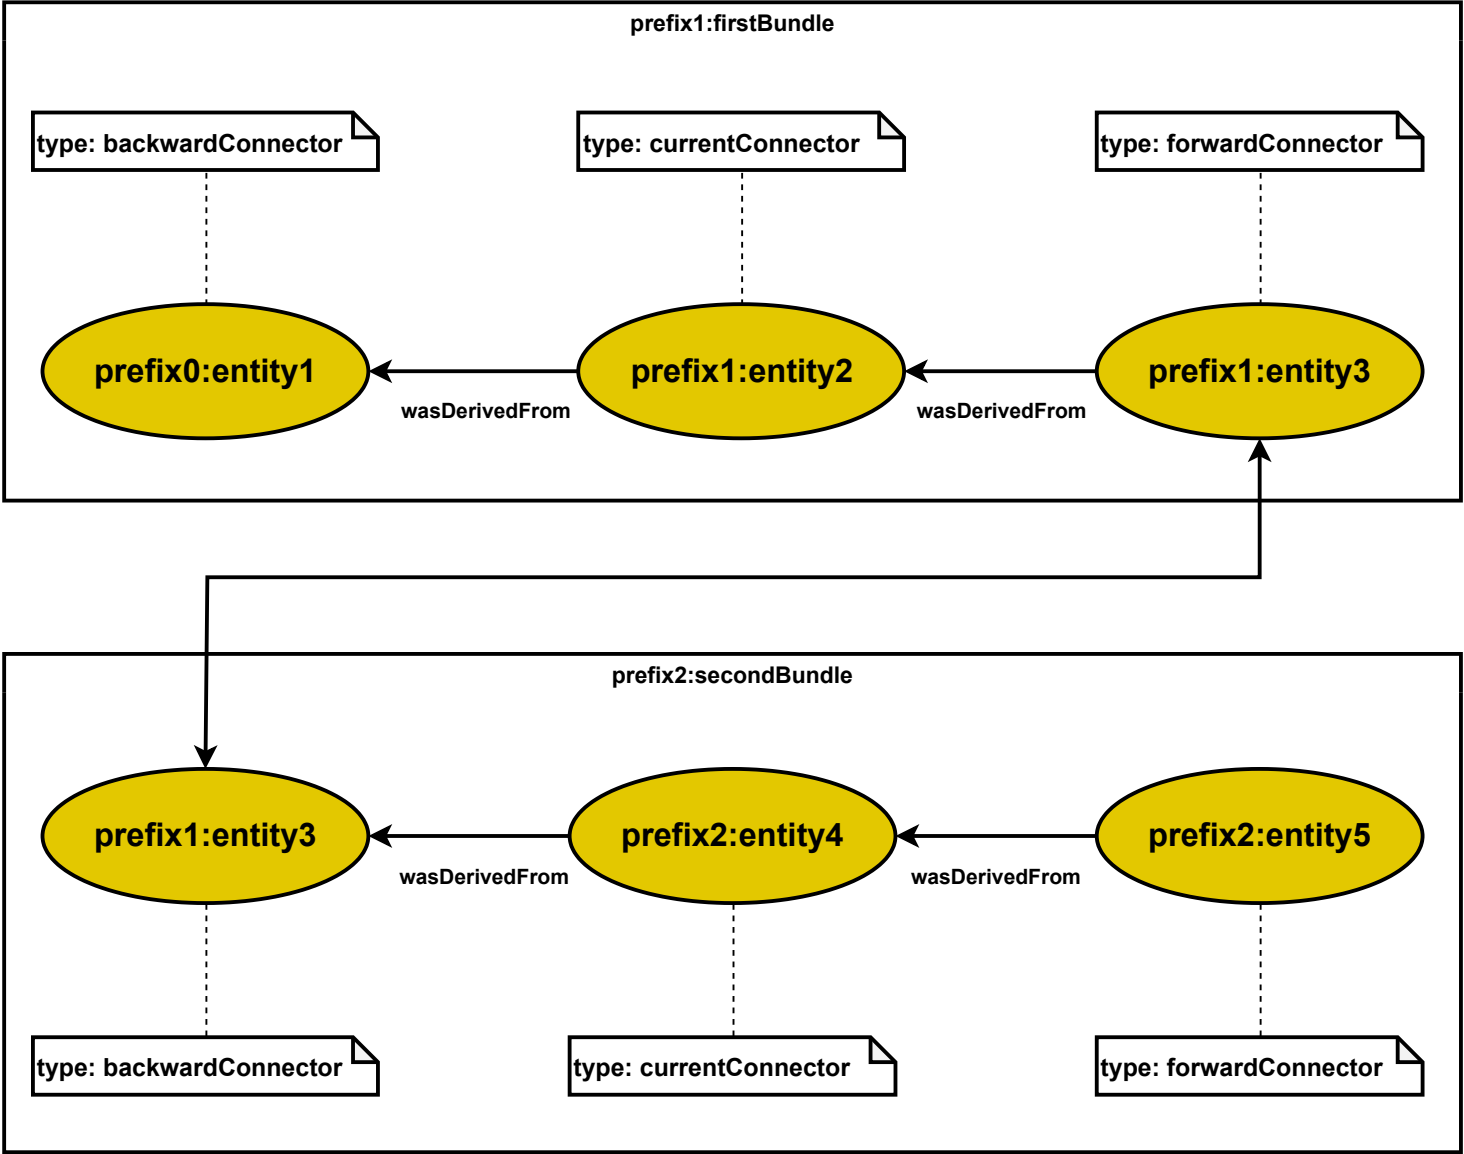 prefix1:firstBundle
type: backwardConnector
type: currentConnector
type: forwardConnector
prefix0:entity1
prefix1:entity2
prefix1:entity3
wasDerivedFrom
wasDerivedFrom
prefix2:secondBundle
prefix1:entity3
prefix2:entity4
prefix2:entity5
wasDerivedFrom
wasDerivedFrom
type: backwardConnector
type: currentConnector
type: forwardConnector